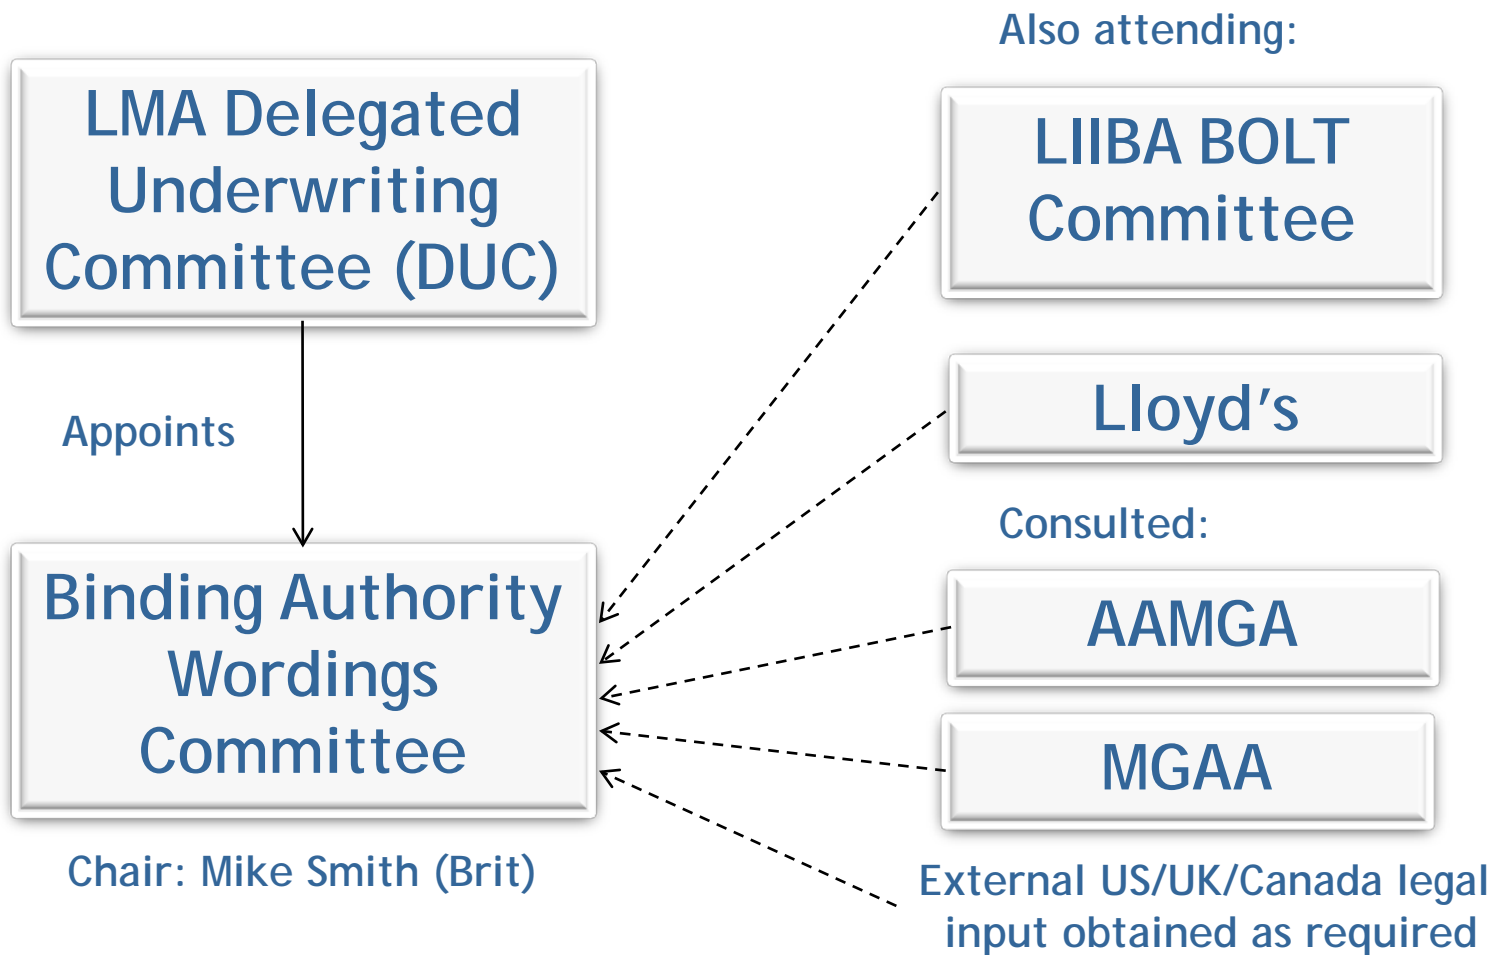 LMA Delegated
Underwriting
Committee (DUC)
Appoints
Binding Authority
Wordings
Committee
Chair: Mike Smith (Brit)
Also attending:
LIIBA BOLT
Committee
Lloyd’s
Consulted:
AAMGA
MGAA
External US/UK/Canada legal
input obtained as required